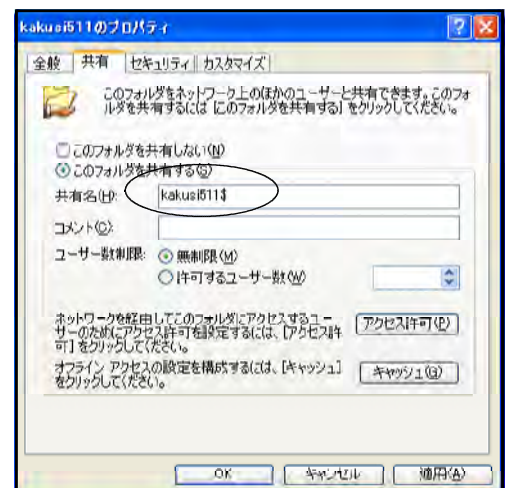 kakusi511のプロパティ
全般 共有 セキュリティ カスタマイズ
このフォルダをネットワーク上のほかのユーザーと共有できます。このフォ
ルダを共有するには [このフォルダを共有する] をクリックしてください。
このフォルダを共有しない(N)
このフォルダを共有する(S)
共有名(H): kakusi511$
コメント(C):
ユーザー数制限: 無制限(M)
許可するユーザー数(W)
ネットワークを経由してこのフォルダにアクセスするユー
ザーのためにアクセス許可を設定するには、[アクセス許
可] をクリックしてください。
アクセス許可(P)
オフライン アクセスの設定を構成するには、[キャッシュ]
をクリックしてください。
キャッシュ(G)
OK キャンセル 適用(A)